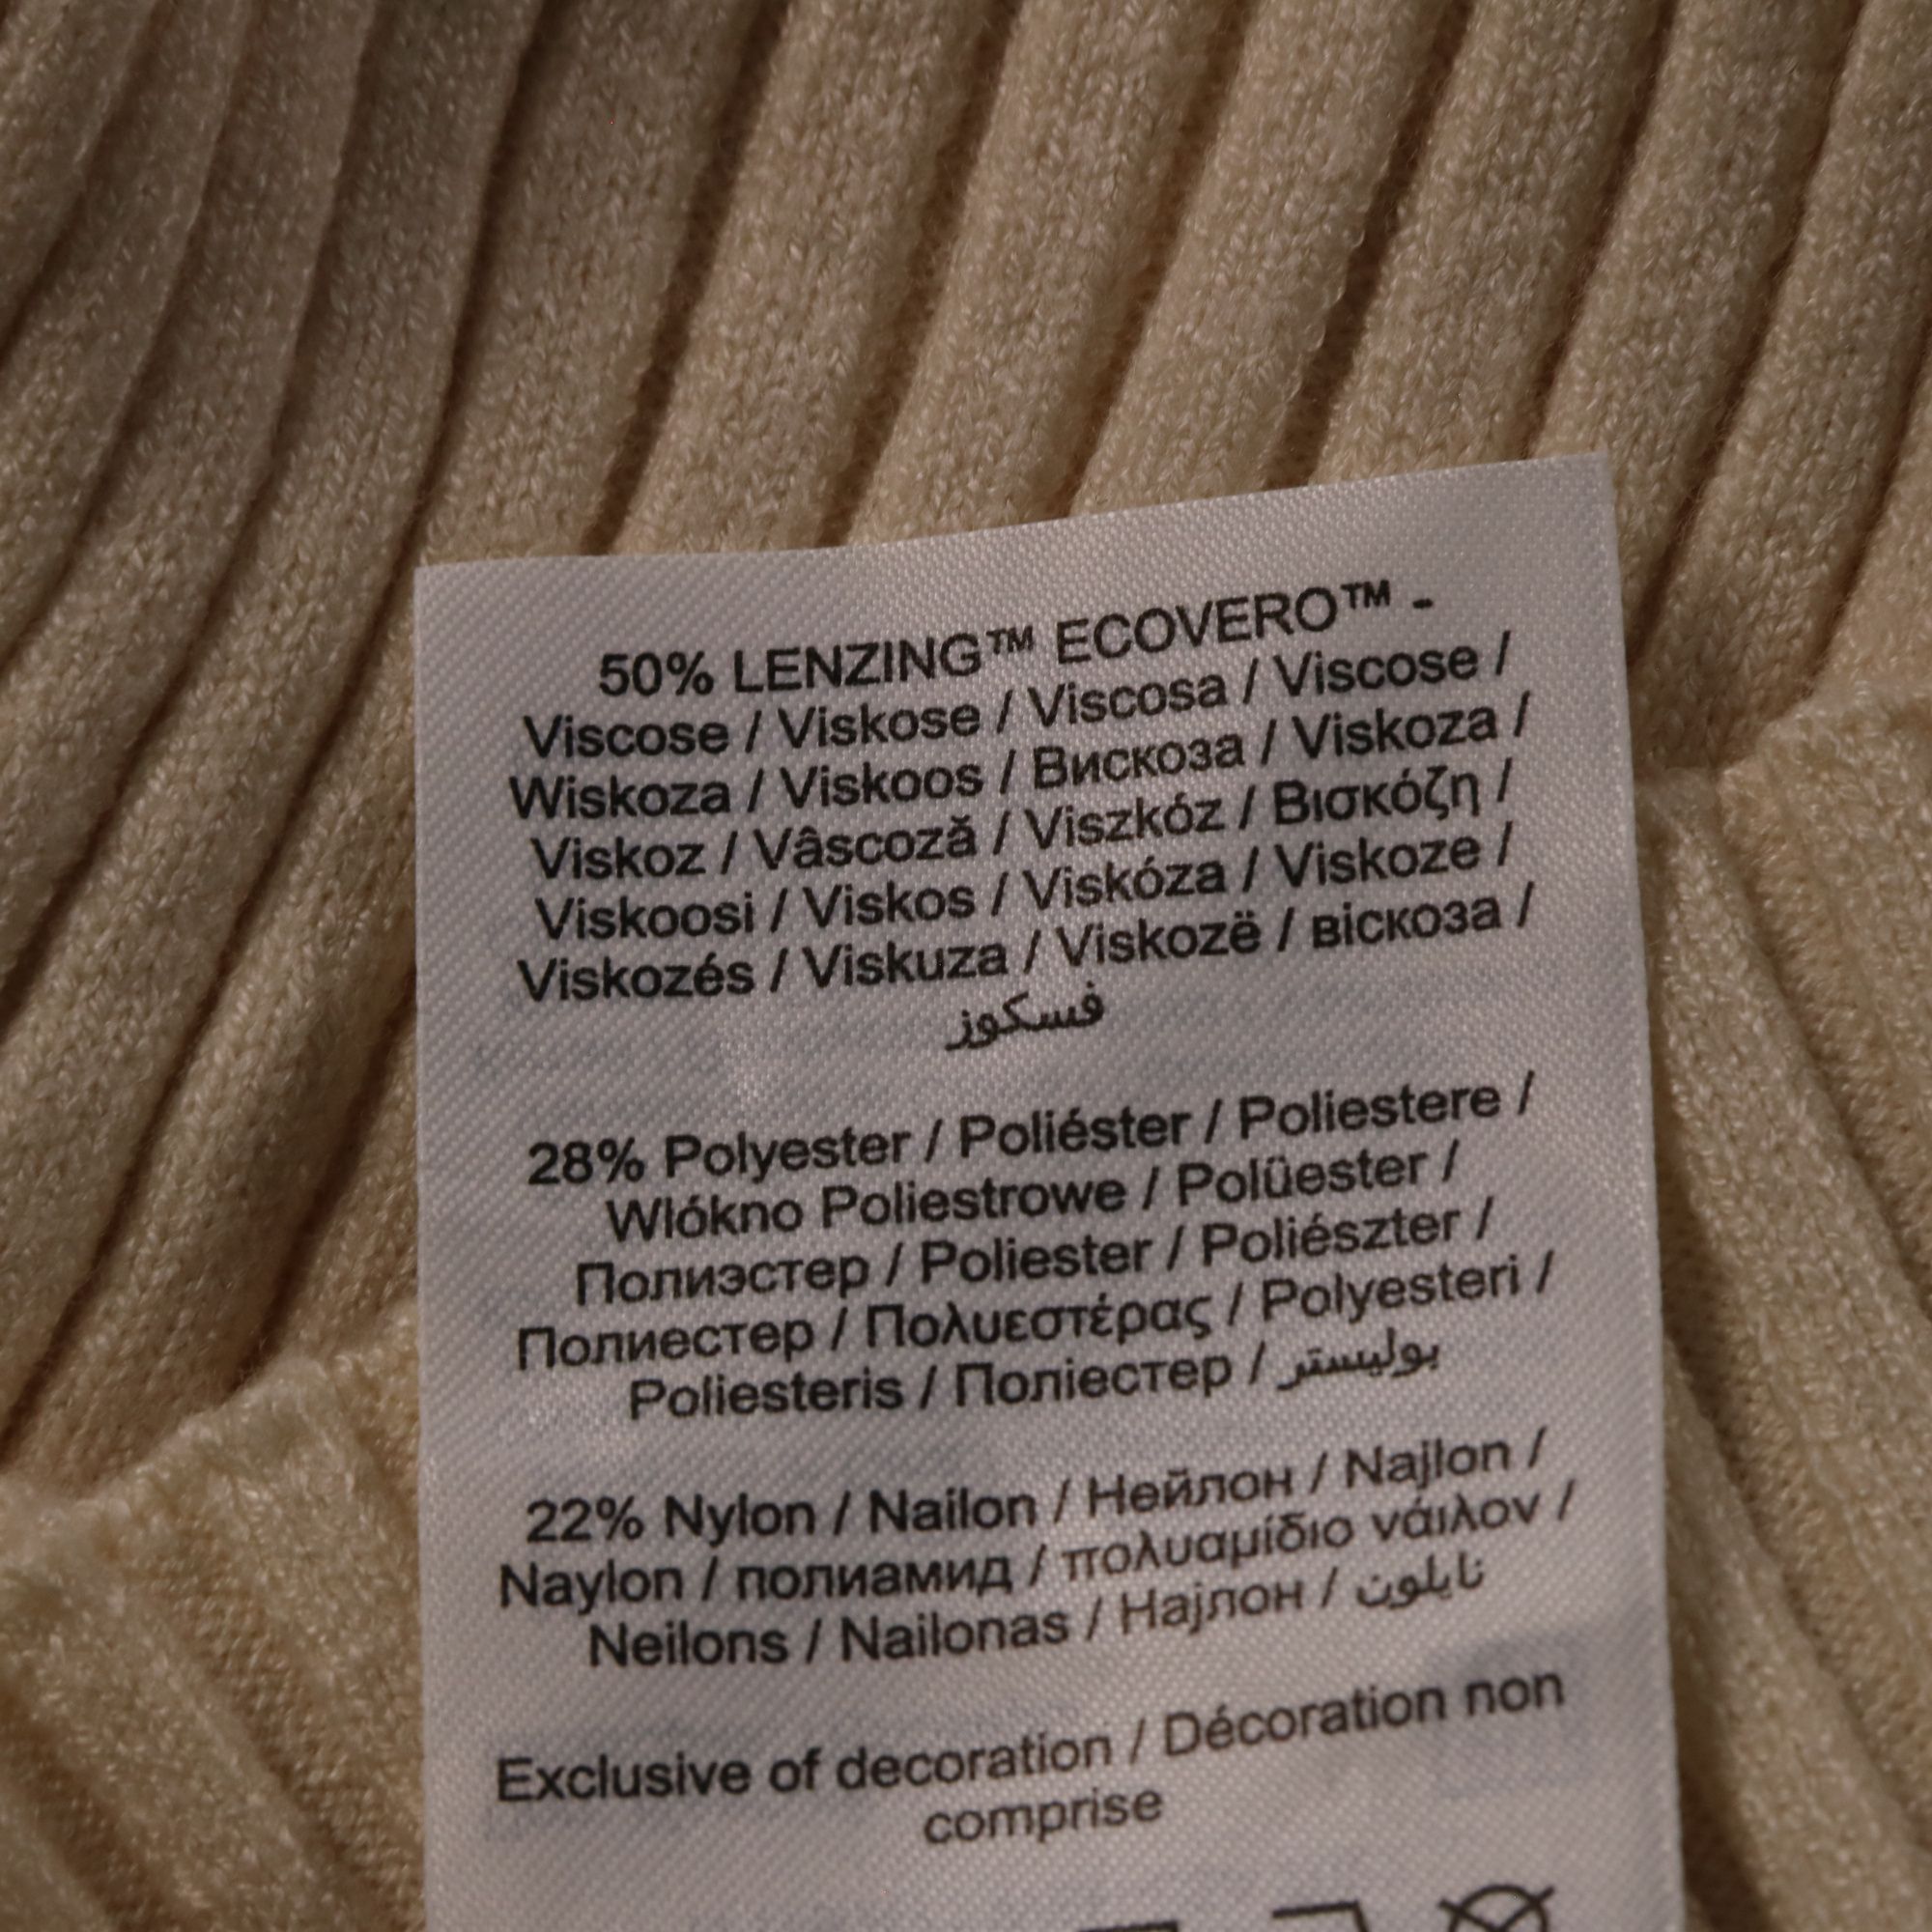 50% LENZING™ ECOVERO™ -
Viscose / Viskose / Viscosa / Viscose /
Wiskoza / Viskoos / Вискоза / Viskoza /
Viskoz / Vâscoză / Viszkóz / Βισκόζη /
Viskoosi / Viskos / Viskóza / Viskoze /
Viskozés / Viskuza / Viskozë / віскоза /
فسكوز
28% Polyester / Poliéster / Poliestere /
Wlókno Poliestrowe / Polüester /
Полиэстер / Poliester / Poliészter /
Полиестер / Πολυεστέρας / Polyesteri /
Poliesteris / Поліестер / بوليستر
22% Nylon / Nailon / Нейлон / Najlon /
Naylon / полиамид / πολυαμίδιο νάιλον /
Neilons / Nailonas / Најлон / نايلون
Exclusive of decoration / Décoration non
comprise